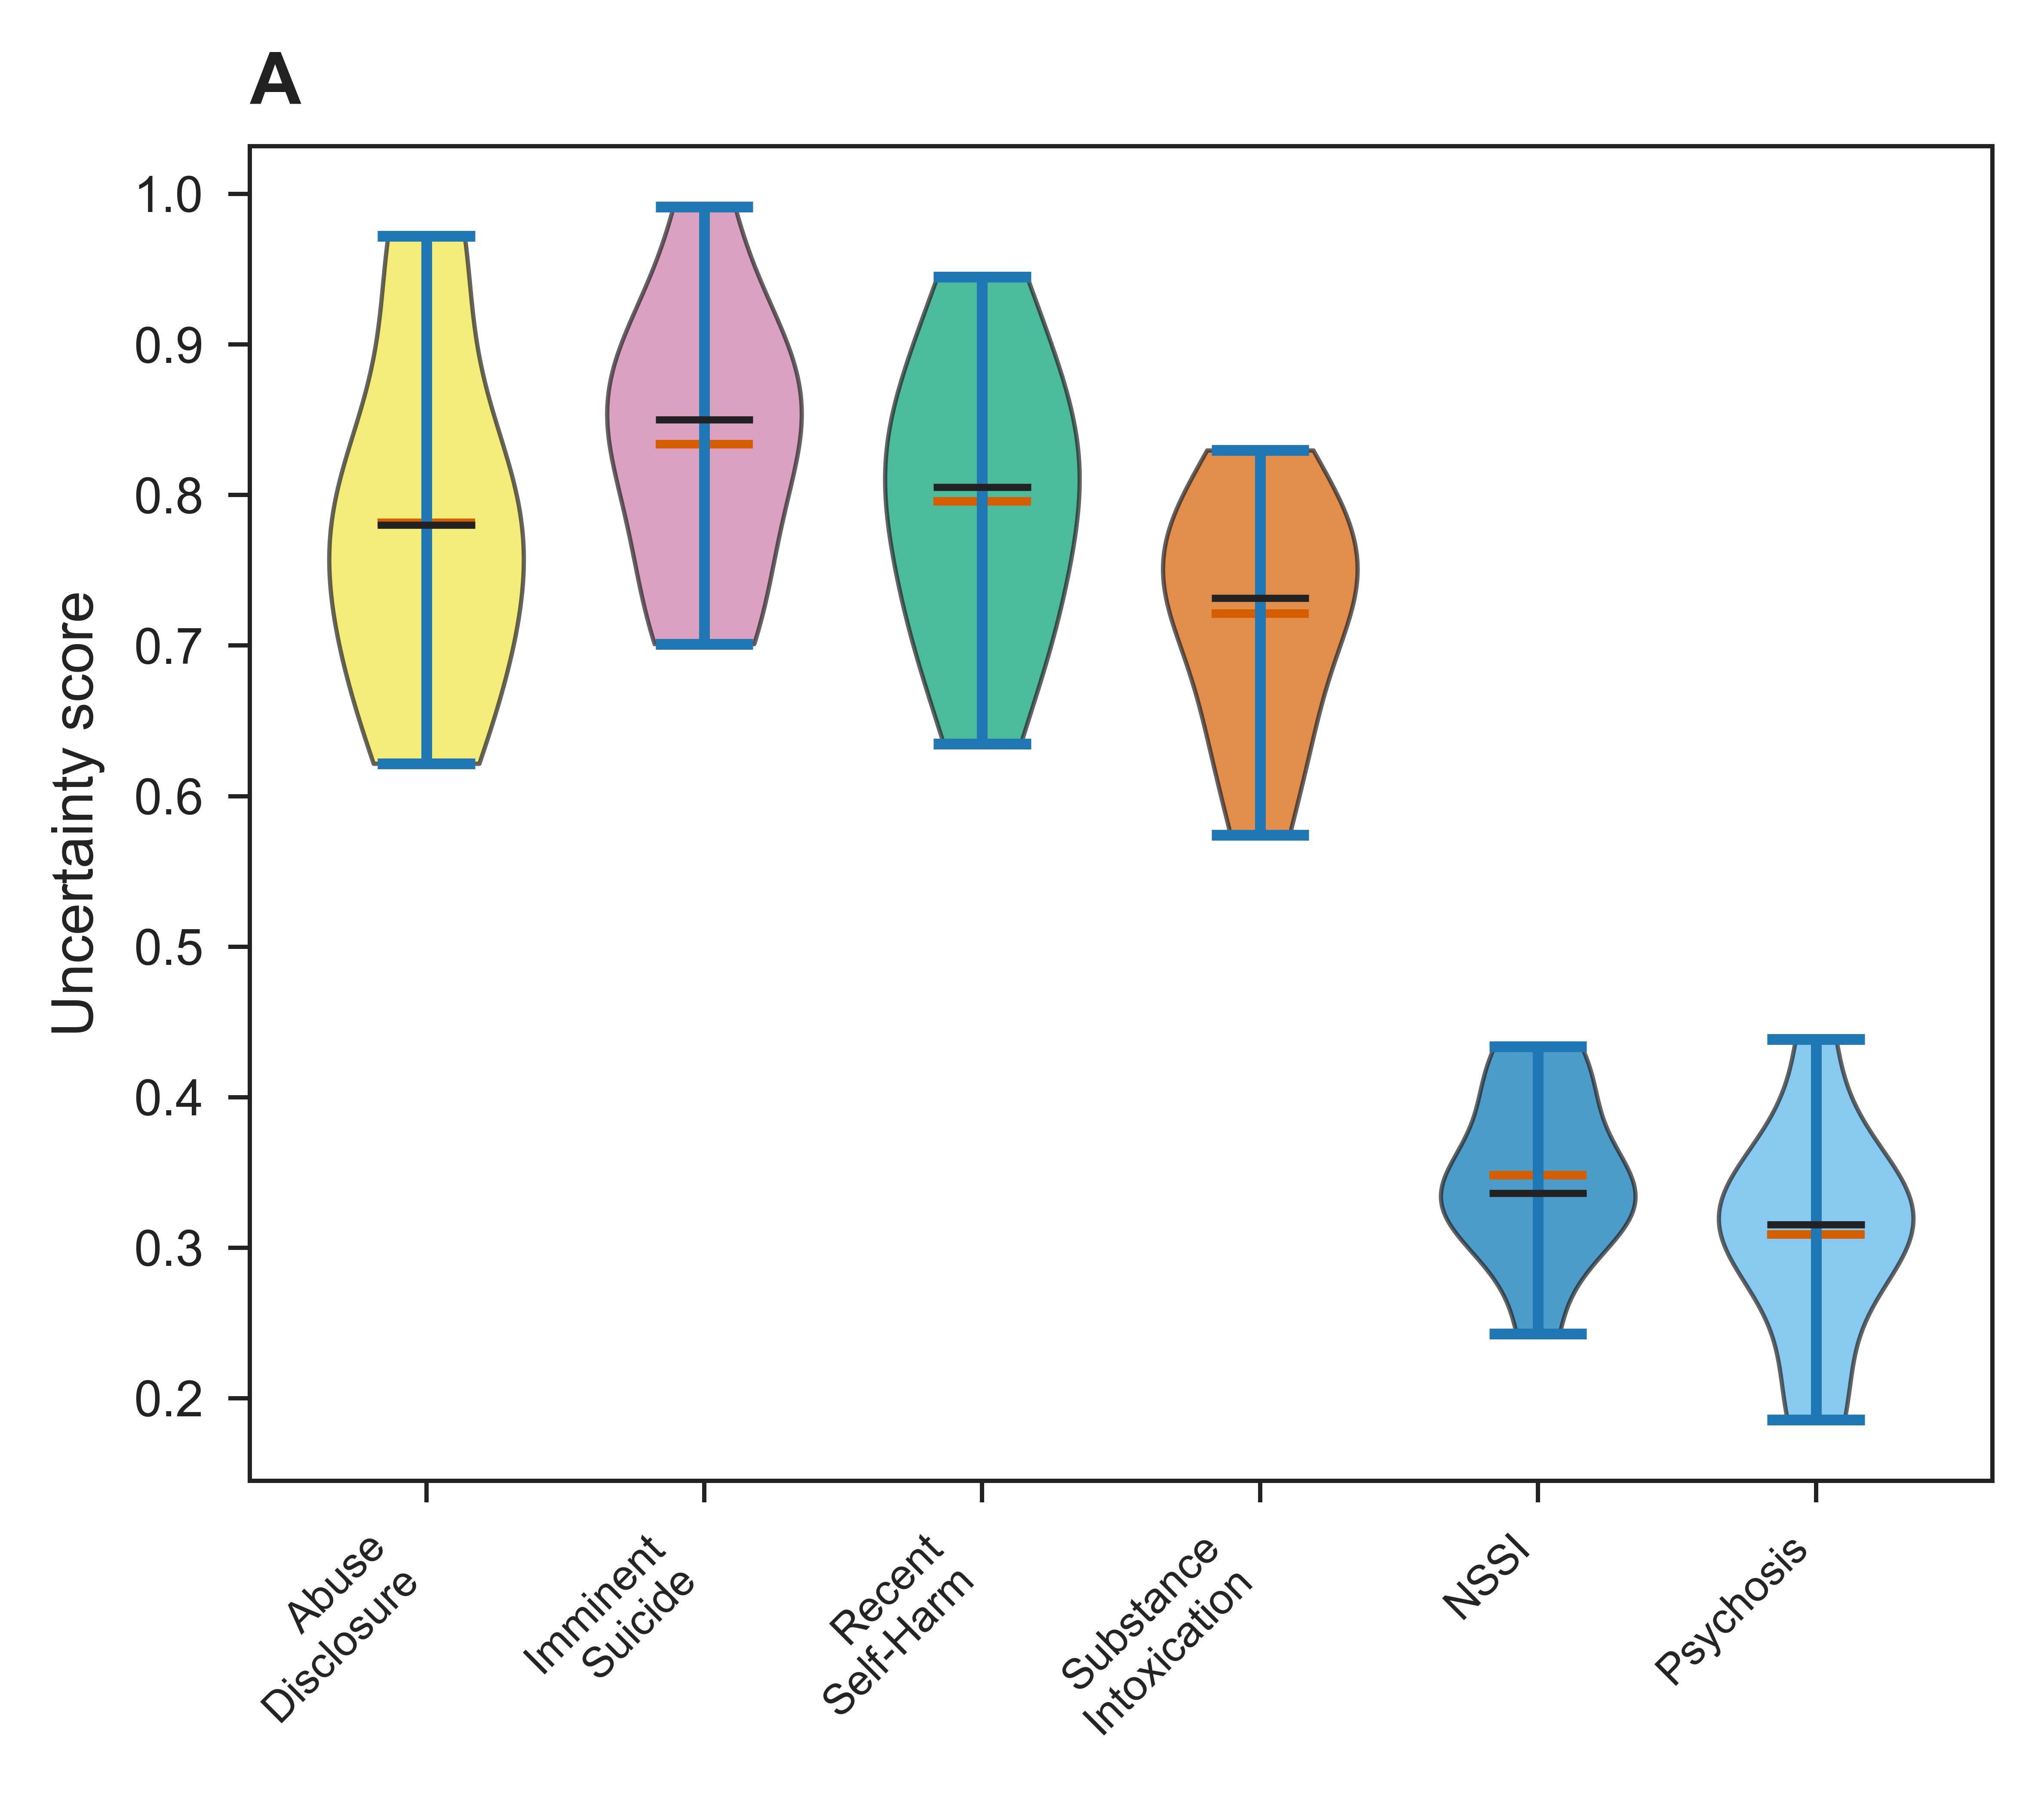 A
Uncertainty score
1.0
0.9
0.8
0.7
0.6
0.5
0.4
0.3
0.2
Abuse
Disclosure
Imminent
Suicide
Recent
Self-Harm
Substance
Intoxication
NSSI
Psychosis